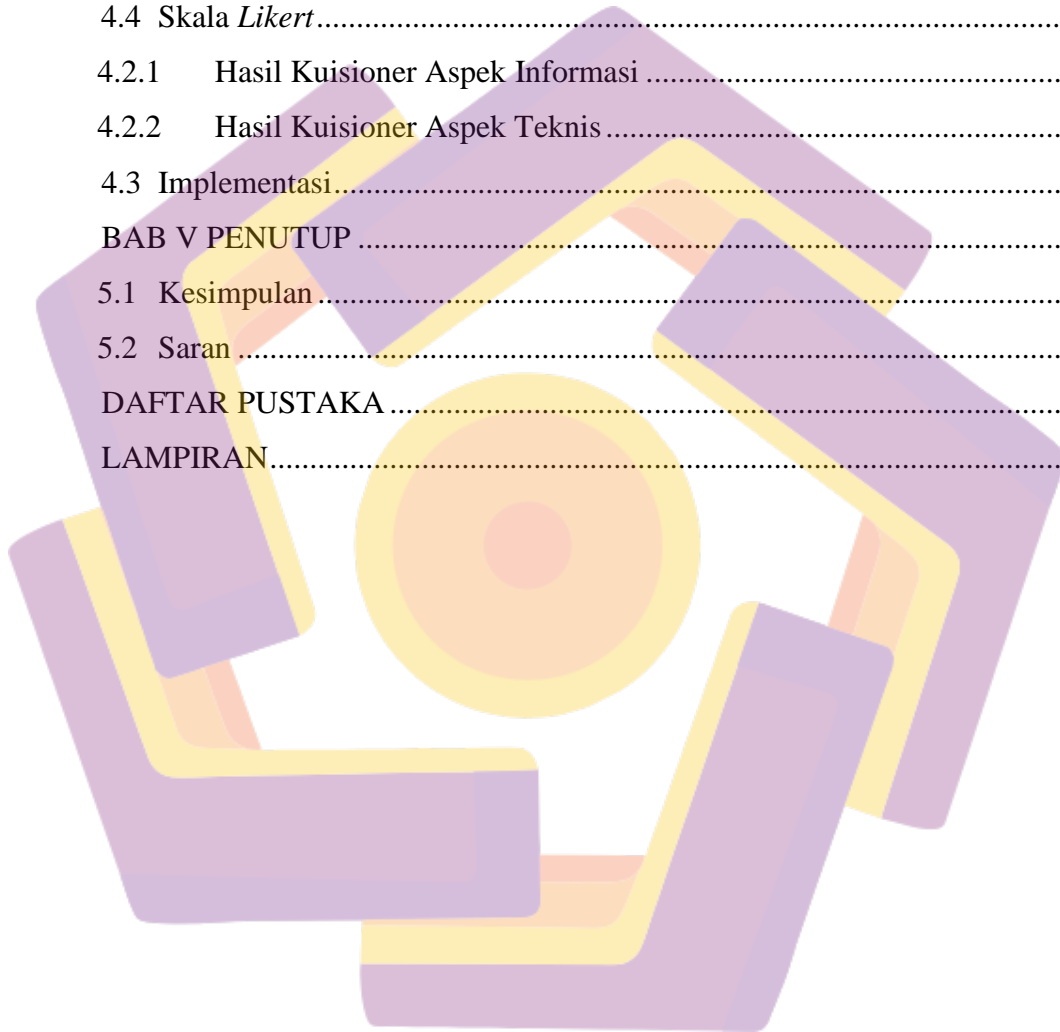 4.4 Skala Likert....................................................................................................
4.2.1 Hasil Kuisioner Aspek Informasi....................................................
4.2.2 Hasil Kuisioner Aspek Teknis.........................................................
4.3 Implementasi.................................................................................................
BAB V PENUTUP..............................................................................................
5.1 Kesimpulan...................................................................................................
5.2 Saran.............................................................................................................
DAFTAR PUSTAKA..........................................................................................
LAMPIRAN.........................................................................................................